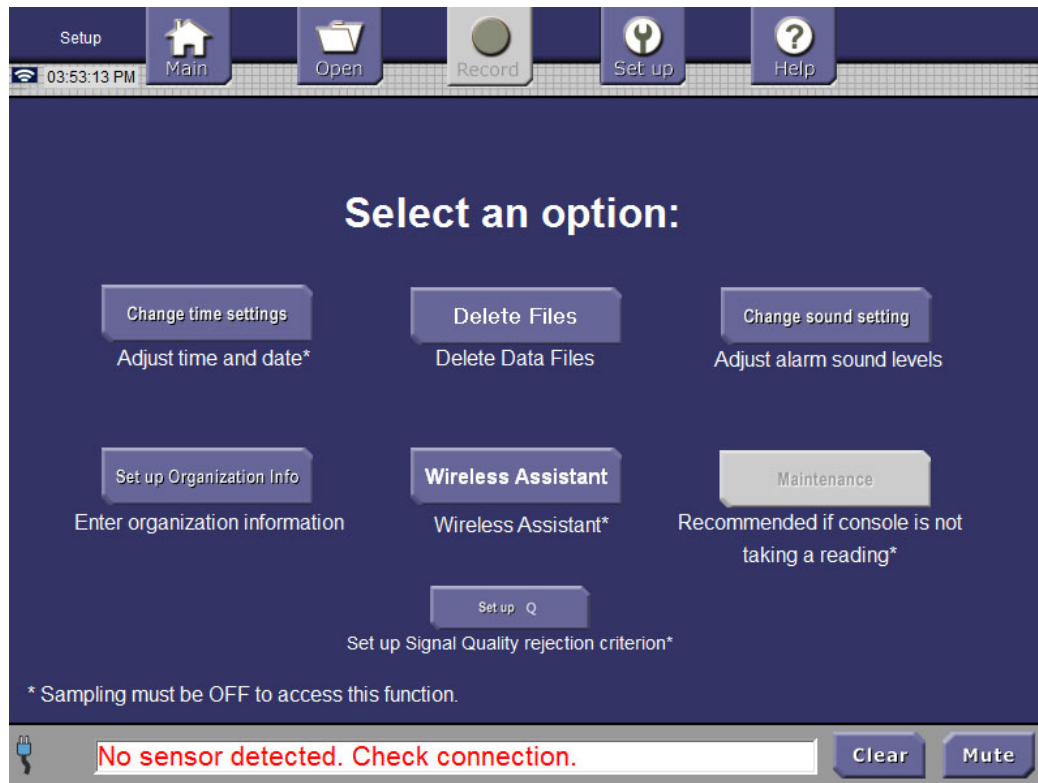 Setup
Main
Open
Record
Set up
Help
03:53:13 PM
Select an option:
Change time settings
Delete Files
Change sound setting
Adjust time and date*
Delete Data Files
Adjust alarm sound levels
Set up Organization Info
Wireless Assistant
Maintenance
Enter organization information
Wireless Assistant*
Recommended if console is not
taking a reading*
Set up Q
Set up Signal Quality rejection criterion*
* Sampling must be OFF to access this function.
No sensor detected. Check connection.
Clear
Mute